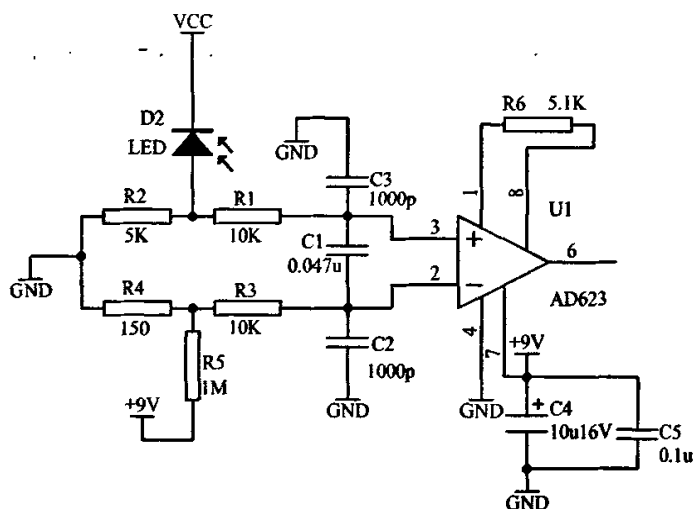 VCC
R6 5.1K
D2
LED
GND
C3
1000p
1
8
U1
R2
5K
R1
10K
3
+
C1
0.047u
6
GND
R4
150
R3
10K
2
−
AD623
R5
1M
C2
1000p
4
7
+9V
+9V
GND
GND
+
C4
10u16V
C5
0.1u
GND